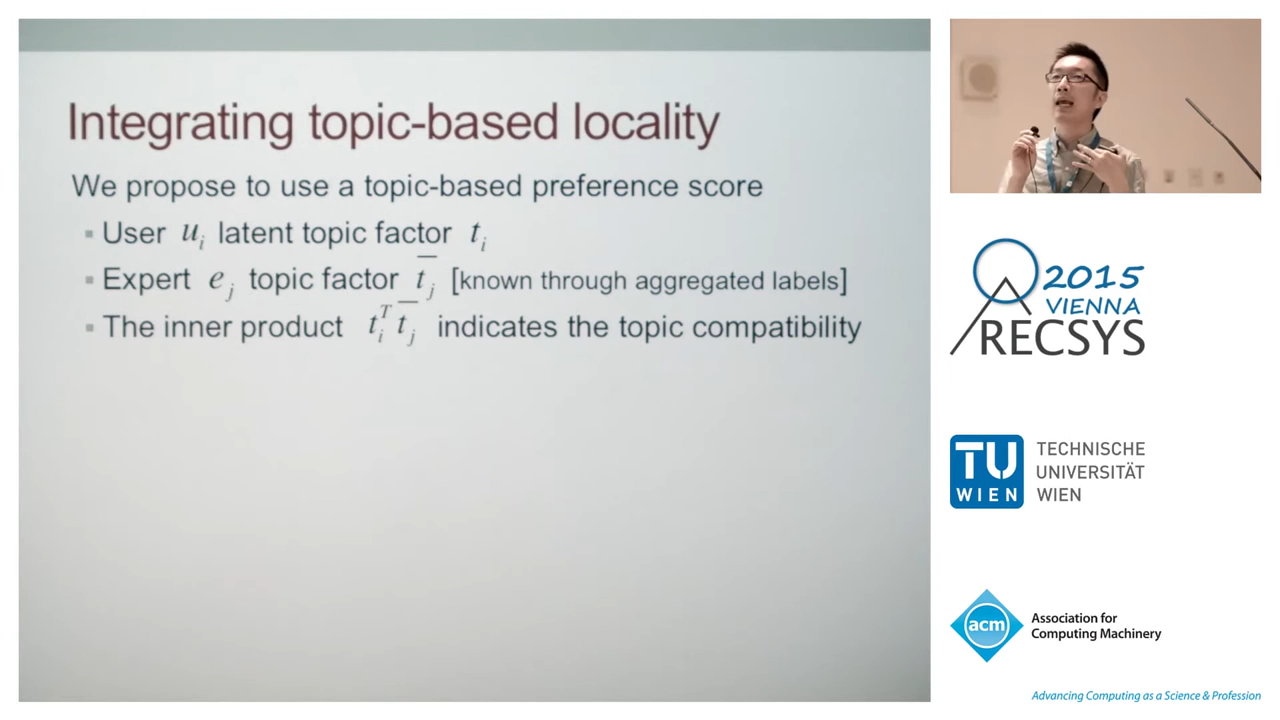 Integrating topic-based locality
We propose to use a topic-based preference score
▪ User u_i latent topic factor t_i
▪ Expert e_j topic factor \overline{t}_j [known through aggregated labels]
▪ The inner product t_i^T \overline{t}_j indicates the topic compatibility
2015
VIENNA
RECSYS
TU
WIEN
TECHNISCHE
UNIVERSITÄT
WIEN
acm
Association for
Computing Machinery
Advancing Computing as a Science & Profession